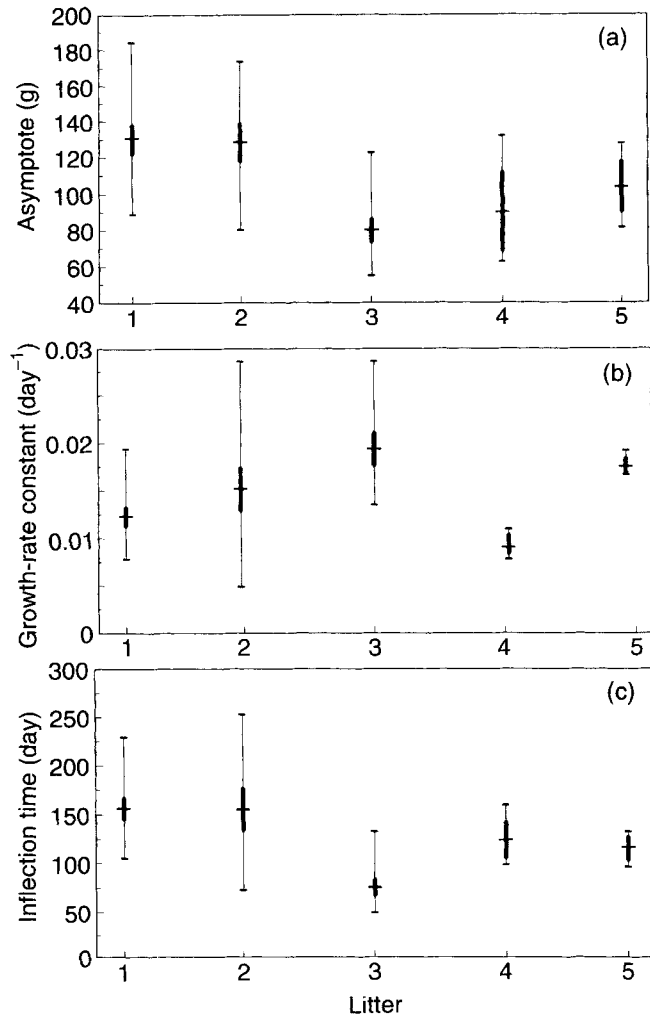 (a)
Asymptote (g)
200
180
160
140
120
100
80
60
40
1 2 3 4 5
(b)
Growth-rate constant (day⁻¹)
0.03
0.02
0.01
0
1 2 3 4 5
(c)
Inflection time (day)
300
250
200
150
100
50
0
1 2 3 4 5
Litter